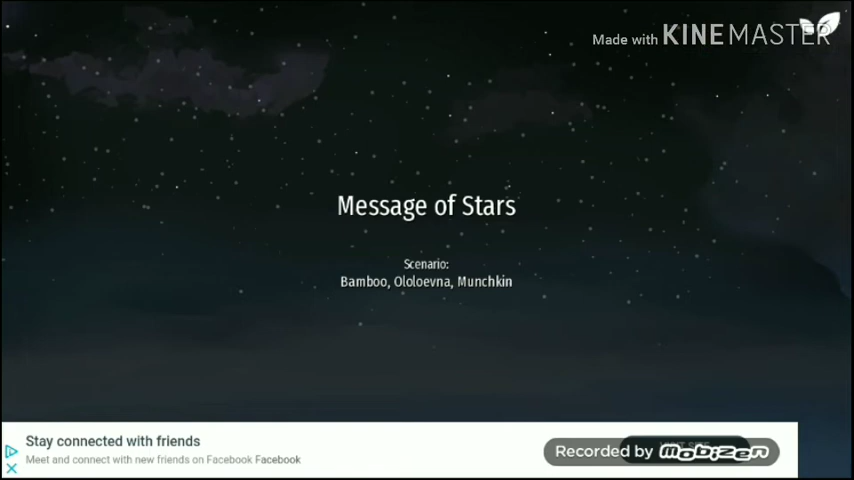 Made with KINEMASTER
Message of Stars
Scenario:
Bamboo, Ololoevna, Munchkin
Stay connected with friends
Meet and connect with new friends on Facebook Facebook
Recorded by mobizen